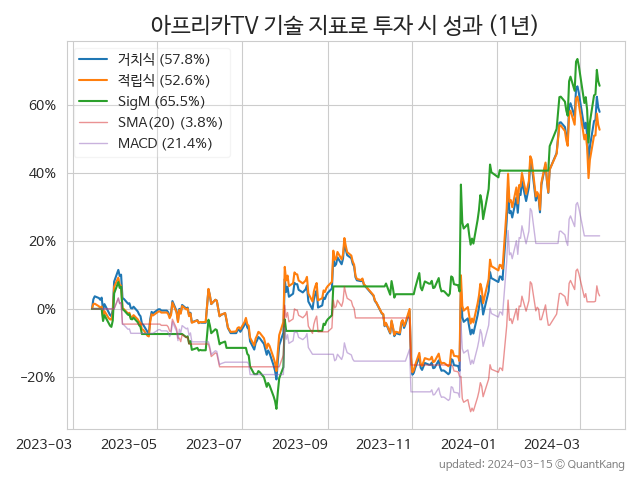 아프리카TV 기술 지표로 투자 시 성과 (1년)
거치식 (57.8%)
적립식 (52.6%)
SigM (65.5%)
SMA(20) (3.8%)
MACD (21.4%)
60%
40%
20%
0%
−20%
2023-03 2023-05 2023-07 2023-09 2023-11 2024-01 2024-03
updated: 2024-03-15 © QuantKang